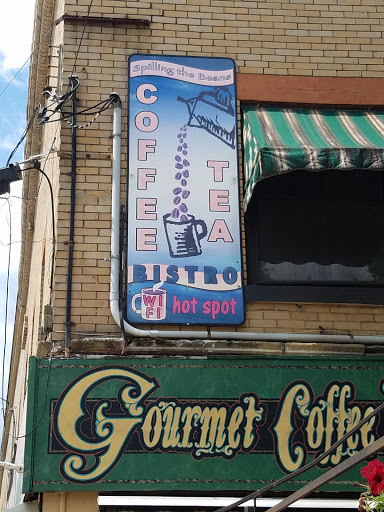 Spilling the Beans
COFFEE
TEA
BISTRO
WIFI
hot spot
Gourmet Coffee